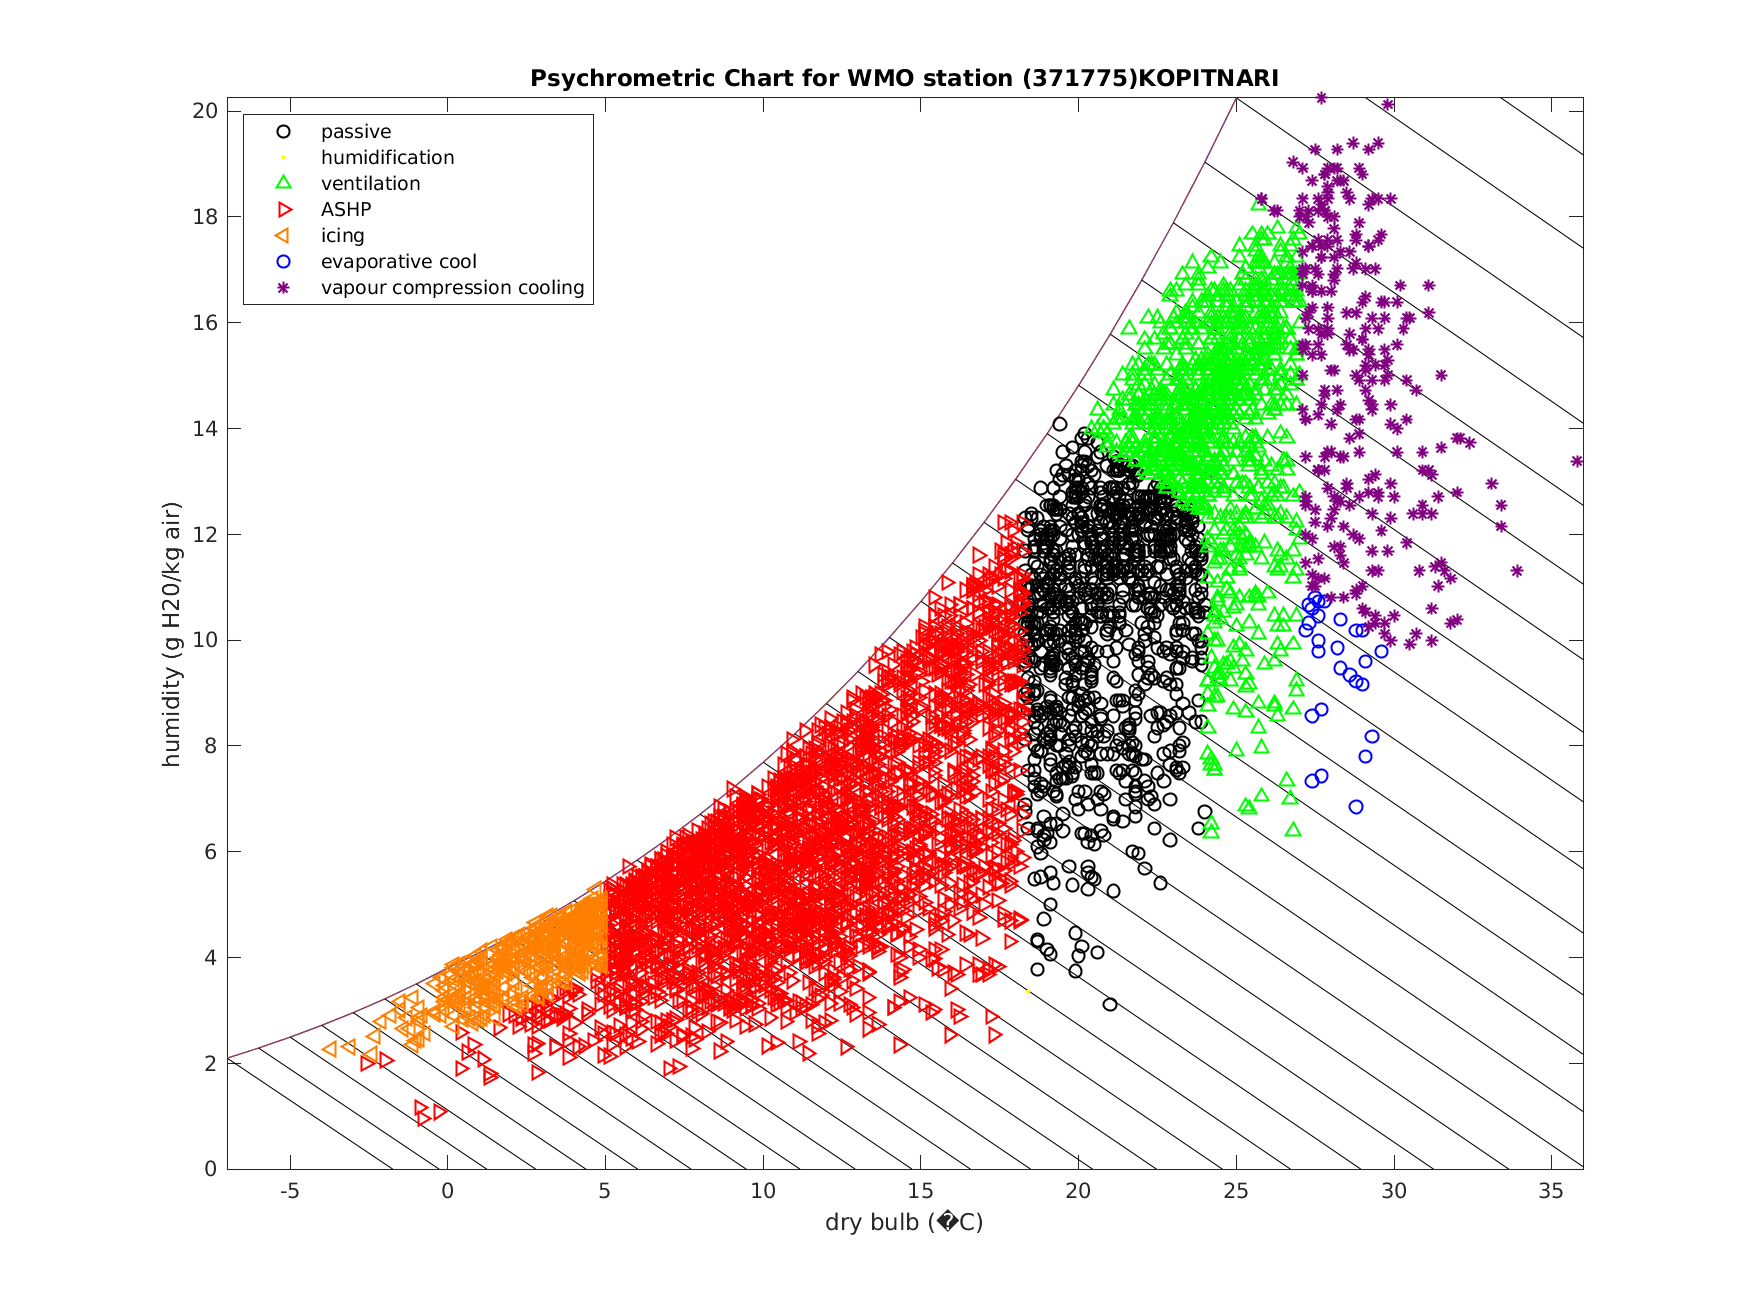 Psychrometric Chart for WMO station (371775)KOPITNARI
passive
humidification
ventilation
ASHP
icing
evaporative cool
vapour compression cooling
humidity (g H20/kg air)
20
18
16
14
12
10
8
6
4
2
0
-5 0 5 10 15 20 25 30 35
dry bulb (�C)